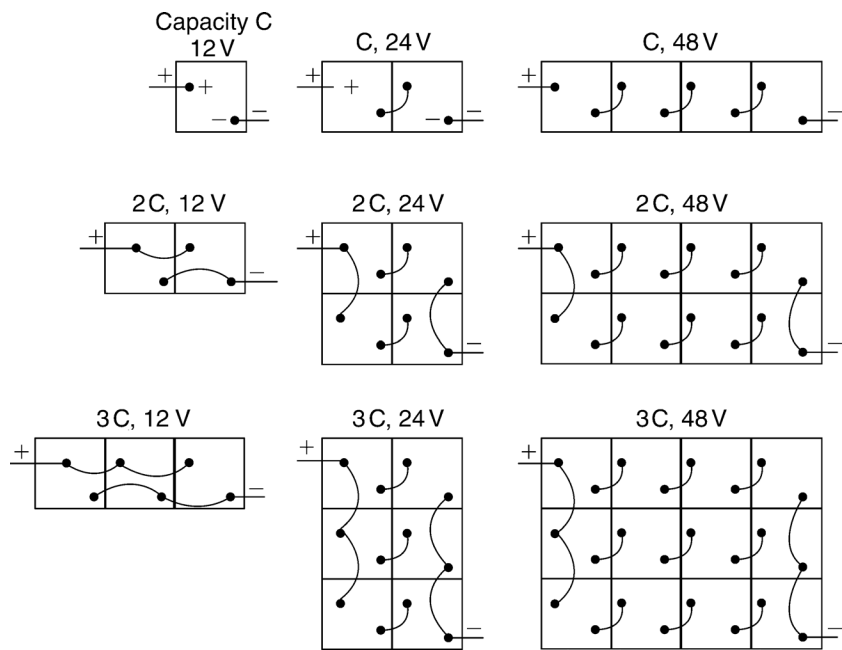 Capacity C
12 V
C, 24 V
C, 48 V
+
+
−
−
+
+
−
−
+
−
2 C, 12 V
2 C, 24 V
2 C, 48 V
+
−
+
−
+
−
3 C, 12 V
3 C, 24 V
3 C, 48 V
+
−
+
−
+
−